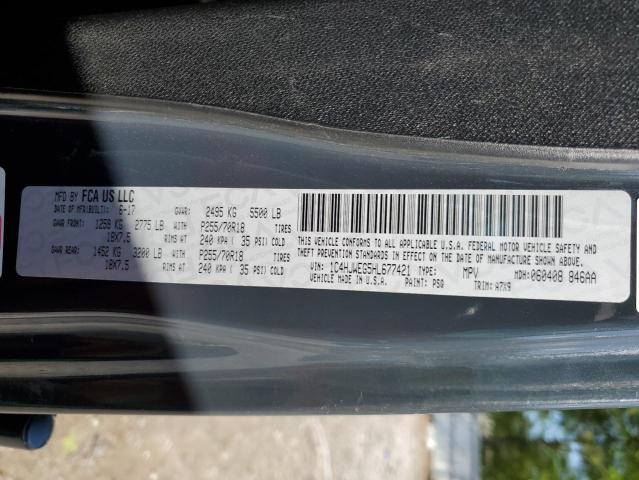 MFD BY FCA US LLC
DATE OF MFR(BUILT): 6-17 GVWR: 2495 KG 5500 LB
GAWR FRONT: 1259 KG 2775 LB WITH P255/70R18 TIRES
18X7.5 RIMS AT 240 KPA ( 35 PSI) COLD
GAWR REAR: 1452 KG 3200 LB WITH P255/70R18 TIRES
18X7.5 RIMS AT 240 KPA ( 35 PSI) COLD
THIS VEHICLE CONFORMS TO ALL APPLICABLE U.S.A. FEDERAL MOTOR VEHICLE SAFETY AND
THEFT PREVENTION STANDARDS IN EFFECT ON THE DATE OF MANUFACTURE SHOWN ABOVE.
VIN: 1C4HJWEG5HL677421 TYPE: MPV MDH: 060408 846AA
VEHICLE MADE IN U.S.A. PAINT: PSQ TRIM: A7X9